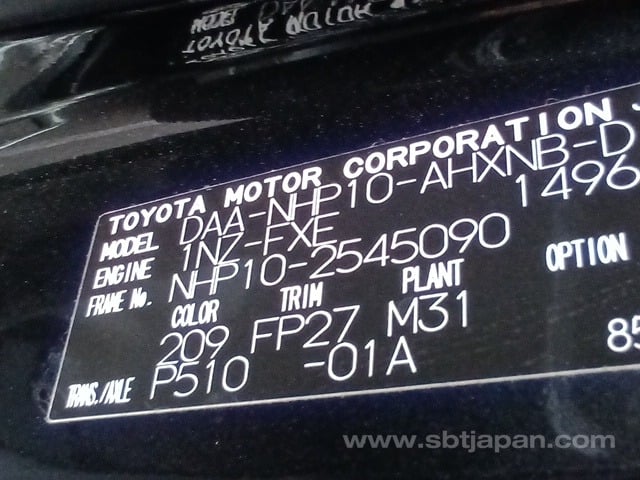 TOYOTA MOTOR CORPORATION
MODEL DAA-NHP10-AHXNB-D
ENGINE 1NZ-FXE 1496
FRAME No. NHP10-2545090
COLOR TRIM PLANT OPTION
209 FP27 M31
TRANS./AXLE P510 -01A 85
www.sbtjapan.com